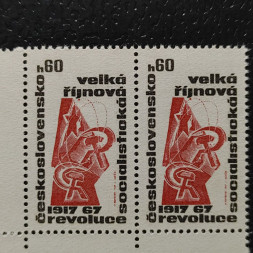 československo h60
velká
říjnová
socialistická
1917 67
revoluce
československo h60
velká
říjnová
socialistická
1917 67
revoluce